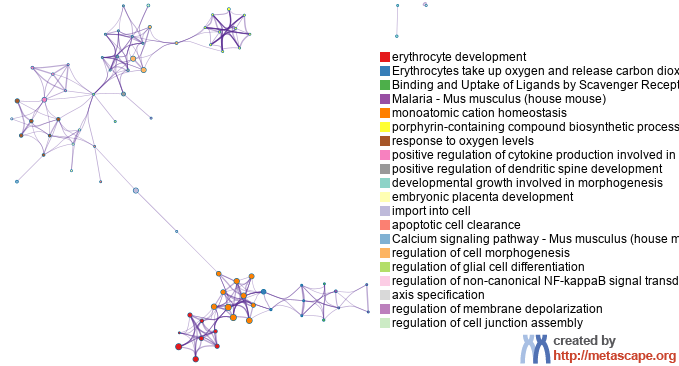 erythrocyte development
Erythrocytes take up oxygen and release carbon diox
Binding and Uptake of Ligands by Scavenger Recept
Malaria - Mus musculus (house mouse)
monoatomic cation homeostasis
porphyrin-containing compound biosynthetic process
response to oxygen levels
positive regulation of cytokine production involved in
positive regulation of dendritic spine development
developmental growth involved in morphogenesis
embryonic placenta development
import into cell
apoptotic cell clearance
Calcium signaling pathway - Mus musculus (house m
regulation of cell morphogenesis
regulation of glial cell differentiation
regulation of non-canonical NF-kappaB signal transd
axis specification
regulation of membrane depolarization
regulation of cell junction assembly
created by
http://metascape.org